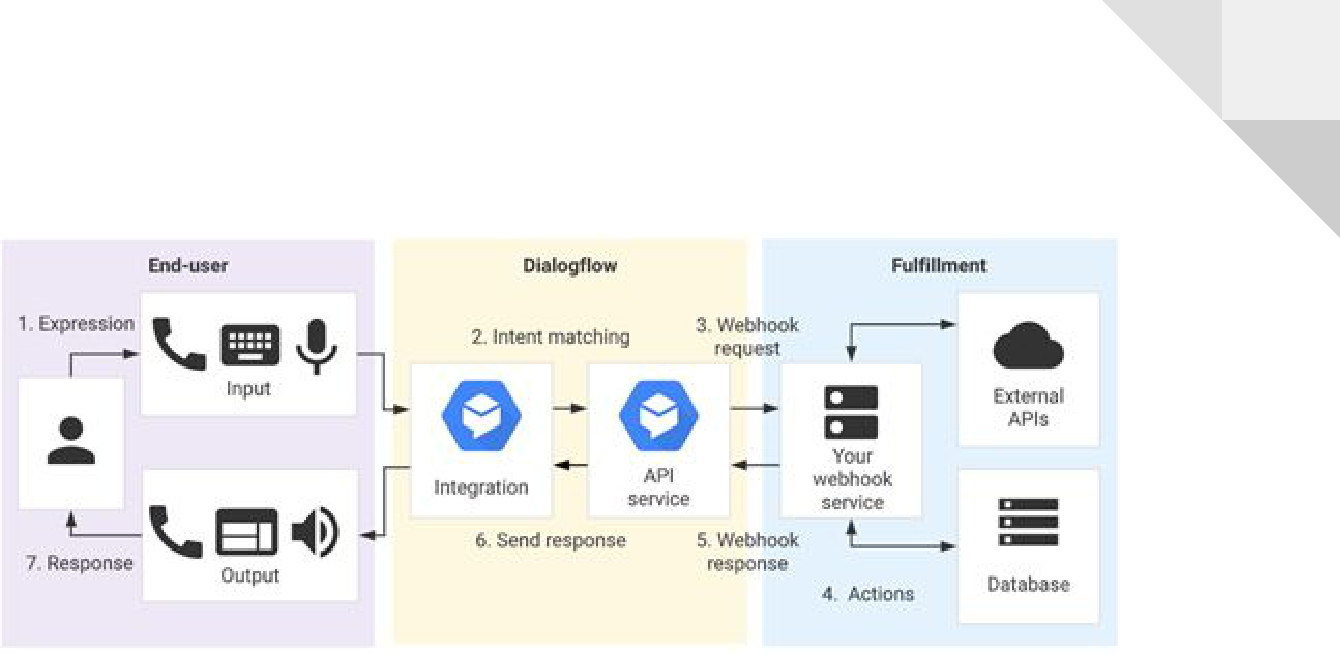 End-user
1. Expression
Input
Output
7. Response
Dialogflow
2. Intent matching
Integration
API
service
6. Send response
Fulfillment
3. Webhook
request
Your
webhook
service
5. Webhook
response
4. Actions
External
APIs
Database